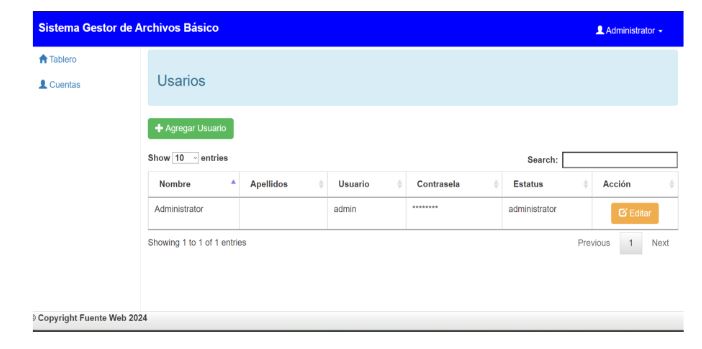 Sistema Gestor de Archivos Básico
Administrator
Tablero
Cuentas
Usarios
Agregar Usuario
Show 10 entries
Search:
Nombre Apellidos Usuario Contrasela Estatus Acción
Administrator admin ******** administrator Editar
Showing 1 to 1 of 1 entries
Previous 1 Next
© Copyright Fuente Web 2024